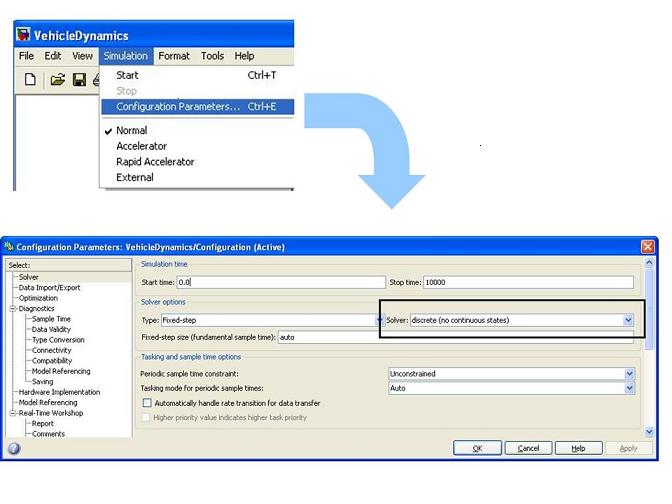 VehicleDynamics
File Edit View Simulation Format Tools Help
Start Ctrl+T
Stop
Configuration Parameters... Ctrl+E
Normal
Accelerator
Rapid Accelerator
External
Configuration Parameters: VehicleDynamics/Configuration (Active)
Select:
Solver
Data Import/Export
Optimization
Diagnostics
Sample Time
Data Validity
Type Conversion
Connectivity
Compatibility
Model Referencing
Saving
Hardware Implementation
Model Referencing
Real-Time Workshop
Report
Comments
Simulation time
Start time: 0.0 Stop time: 10000
Solver options
Type: Fixed-step Solver: discrete (no continuous states)
Fixed-step size (fundamental sample time): auto
Tasking and sample time options
Periodic sample time constraint: Unconstrained
Tasking mode for periodic sample times: Auto
Automatically handle rate transition for data transfer
Higher priority value indicates higher task priority
OK Cancel Help Apply